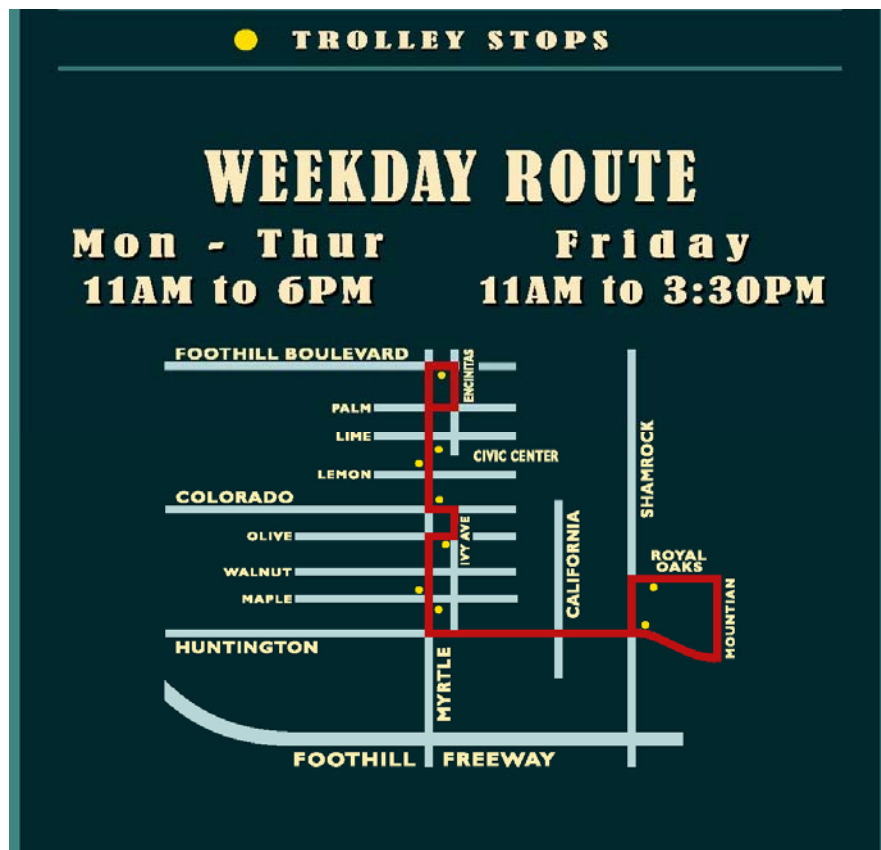 TROLLEY STOPS
WEEKDAY ROUTE
Mon - Thur
11AM to 6PM
Friday
11AM to 3:30PM
FOOTHILL BOULEVARD
ENCINITAS
PALM
LIME
CIVIC CENTER
LEMON
SHAMROCK
COLORADO
IVY AVE
CALIFORNIA
OLIVE
ROYAL
OAKS
WALNUT
MAPLE
MOUNTIAN
HUNTINGTON
MYRTLE
FOOTHILL FREEWAY